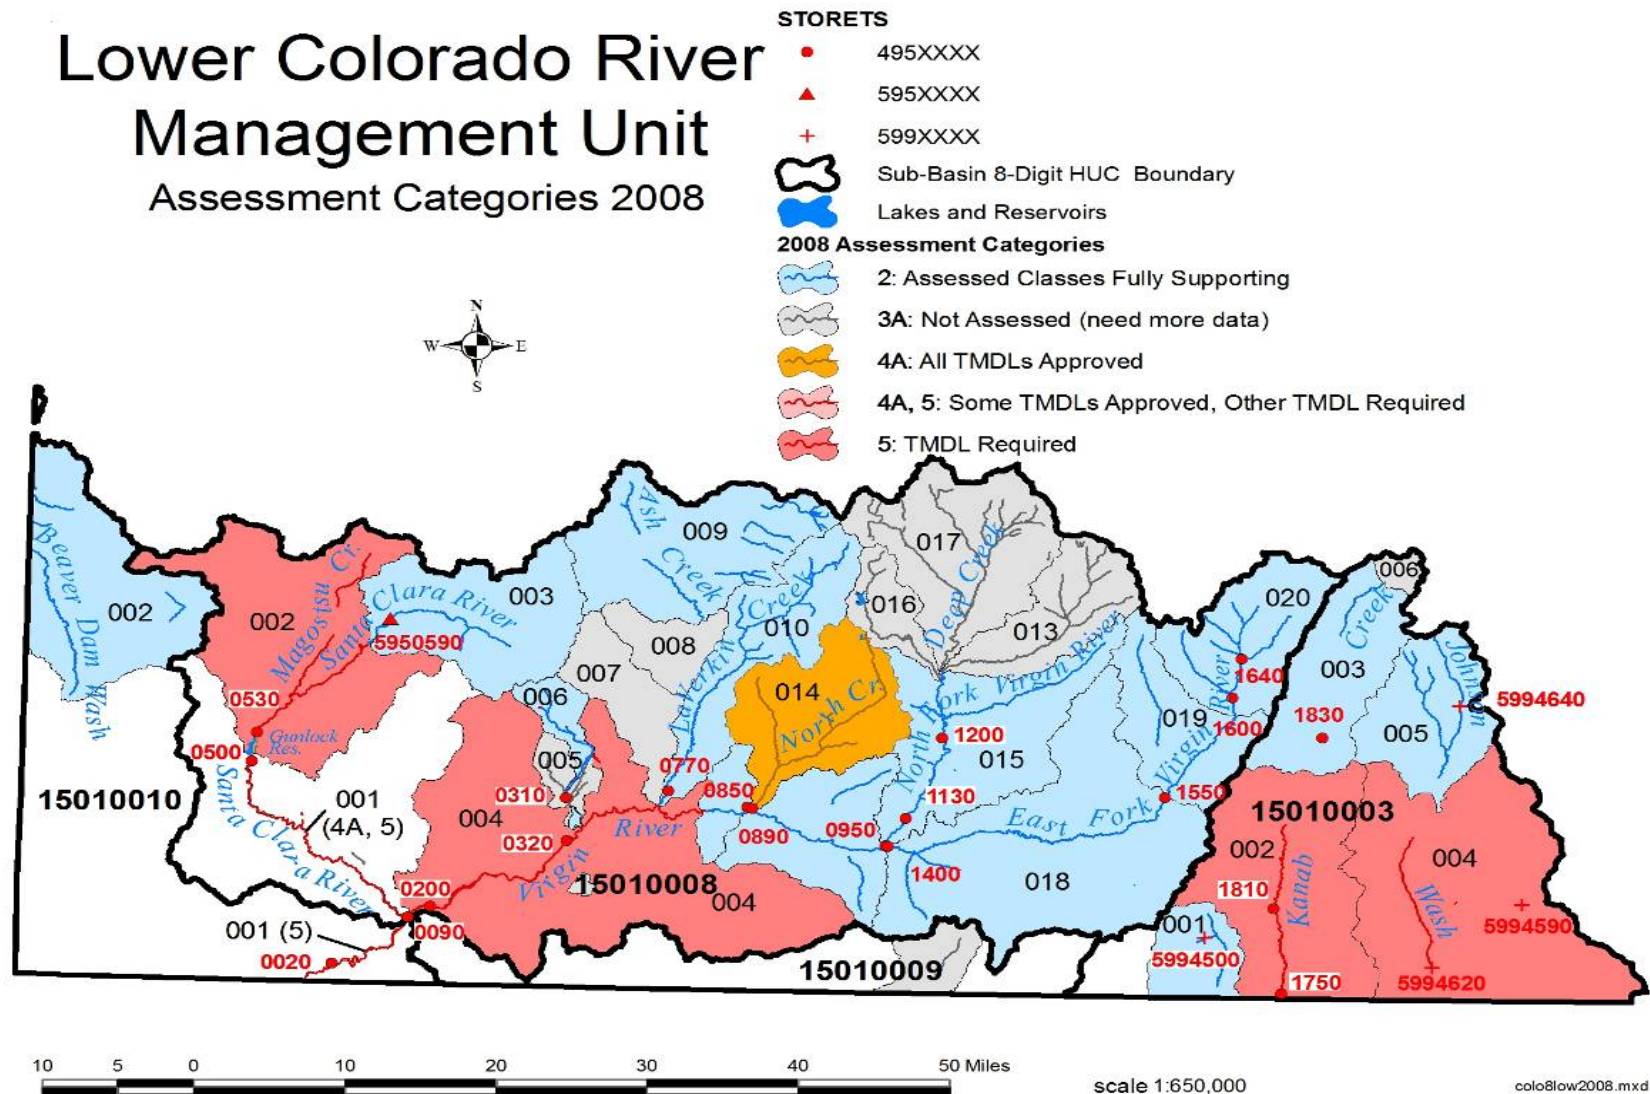 Lower Colorado River
Management Unit
Assessment Categories 2008
STORETS
495XXXX
595XXXX
599XXXX
Sub-Basin 8-Digit HUC Boundary
Lakes and Reservoirs
2008 Assessment Categories
2: Assessed Classes Fully Supporting
3A: Not Assessed (need more data)
4A: All TMDLs Approved
4A, 5: Some TMDLs Approved, Other TMDL Required
5: TMDL Required
N
W
E
S
Beaver Dam Wash
002
002
Magotsu Cr.
Santa Clara River
003
5950590
0530
Gunlock
Res.
0500
15010010
001
(4A, 5)
Santa Clara River
001 (5)
0020
0090
0200
004
0320
0310
005
006
007
008
Ash Creek
009
LaVerkin Creek
010
014
North Cr.
0770
0850
0890
River
Virgin
15010008
004
017
016
Deep Creek
013
North Fork Virgin River
North Fork
1200
015
1130
0950
1400
East Fork Virgin River
018
019
020
1640
1600
1550
15010009
006
Creek
003
1830
005
Johnson
5994640
15010003
002
1810
Kanab
004
Wash
5994590
5994620
1750
001
5994500
10 5 0 10 20 30 40 50 Miles
scale 1:650,000
colo8low2008.mxd